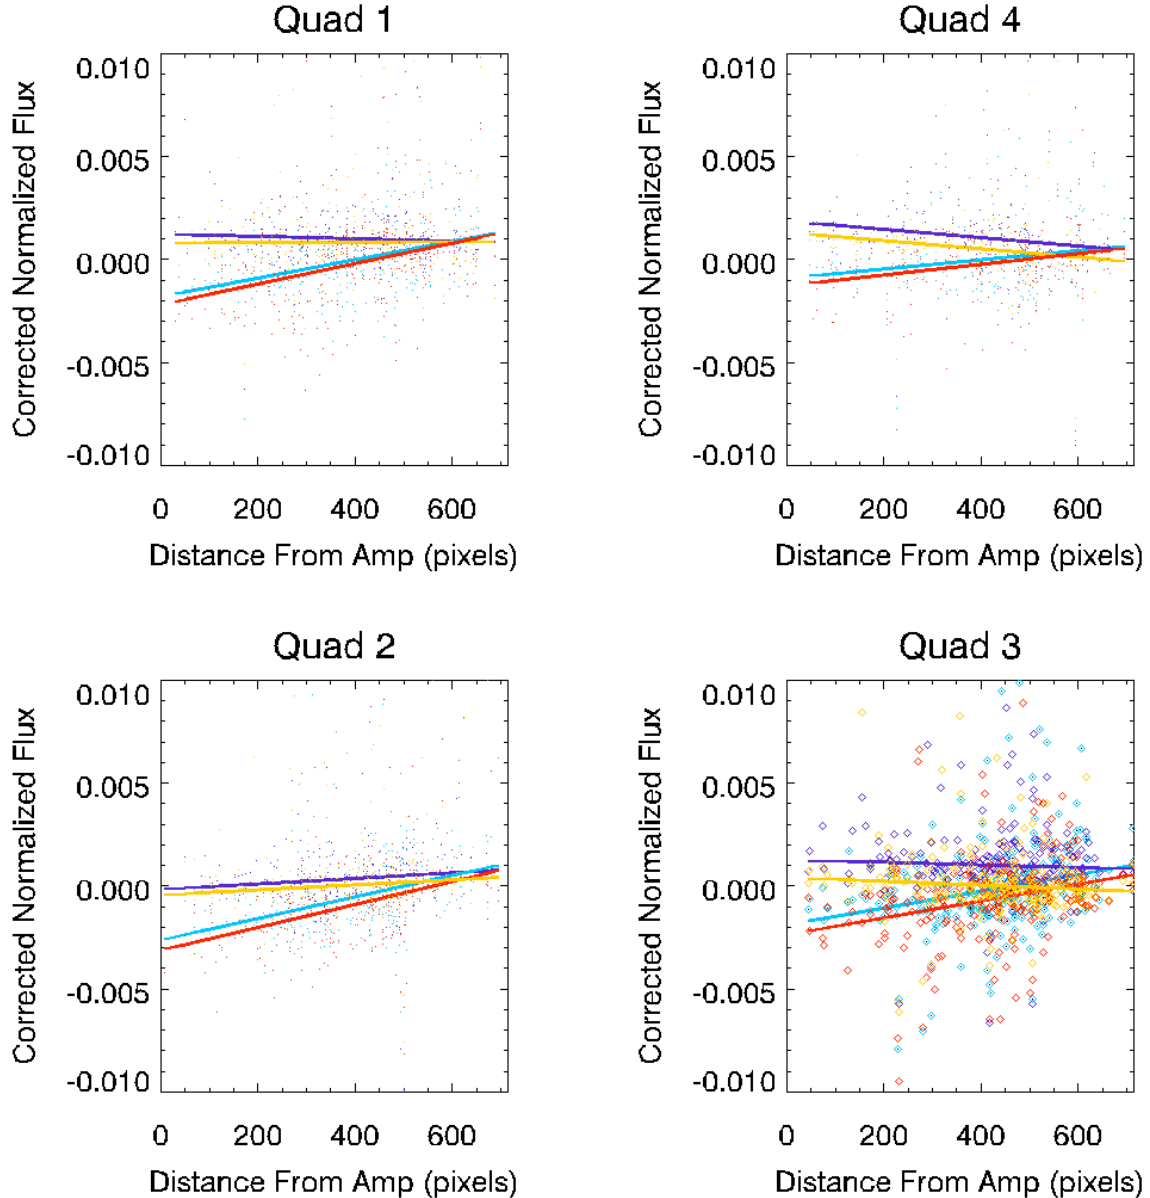 Quad 1
Corrected Normalized Flux
0.010
0.005
0.000
-0.005
-0.010
0 200 400 600
Distance From Amp (pixels)
Quad 4
Corrected Normalized Flux
0.010
0.005
0.000
-0.005
-0.010
0 200 400 600
Distance From Amp (pixels)
Quad 2
Corrected Normalized Flux
0.010
0.005
0.000
-0.005
-0.010
0 200 400 600
Distance From Amp (pixels)
Quad 3
Corrected Normalized Flux
0.010
0.005
0.000
-0.005
-0.010
0 200 400 600
Distance From Amp (pixels)